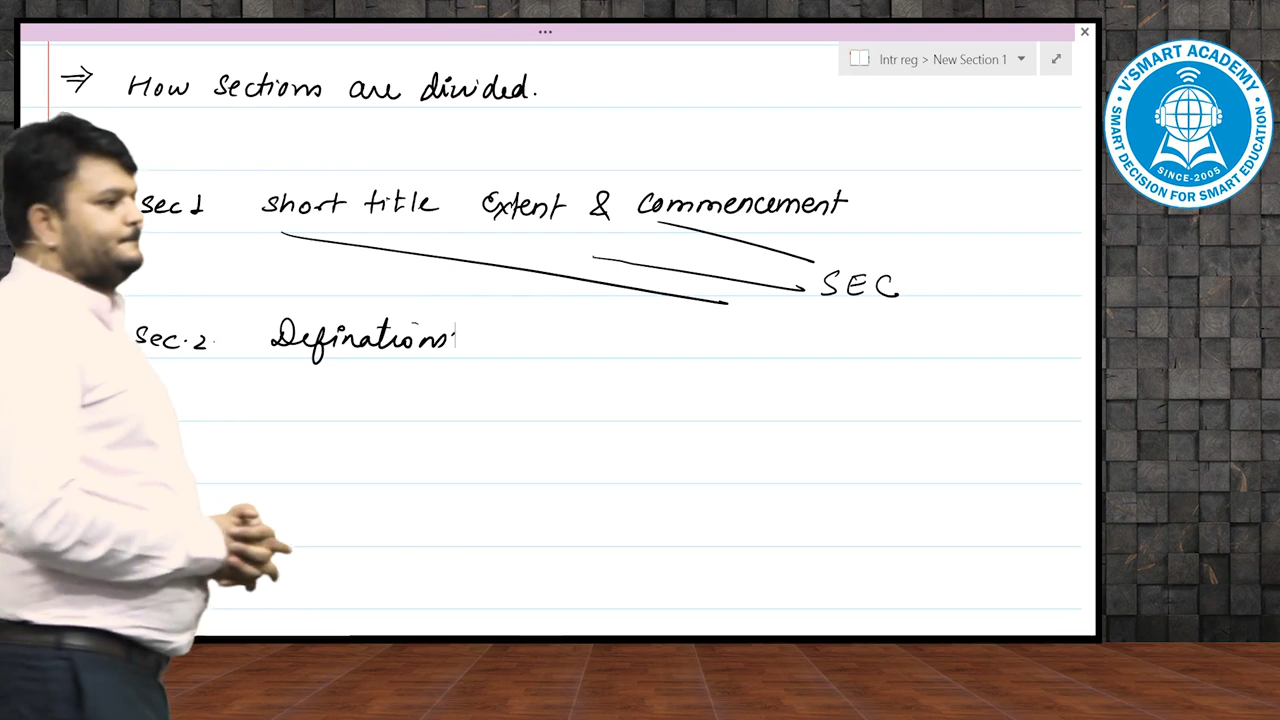 ...
Intr reg > New Section 1
⇒ How sections are divided.
sec 1 short title Extent & Commencement
SEC
sec. 2. Definations
V'SMART ACADEMY
SINCE-2005
SMART DECISION FOR SMART EDUCATION